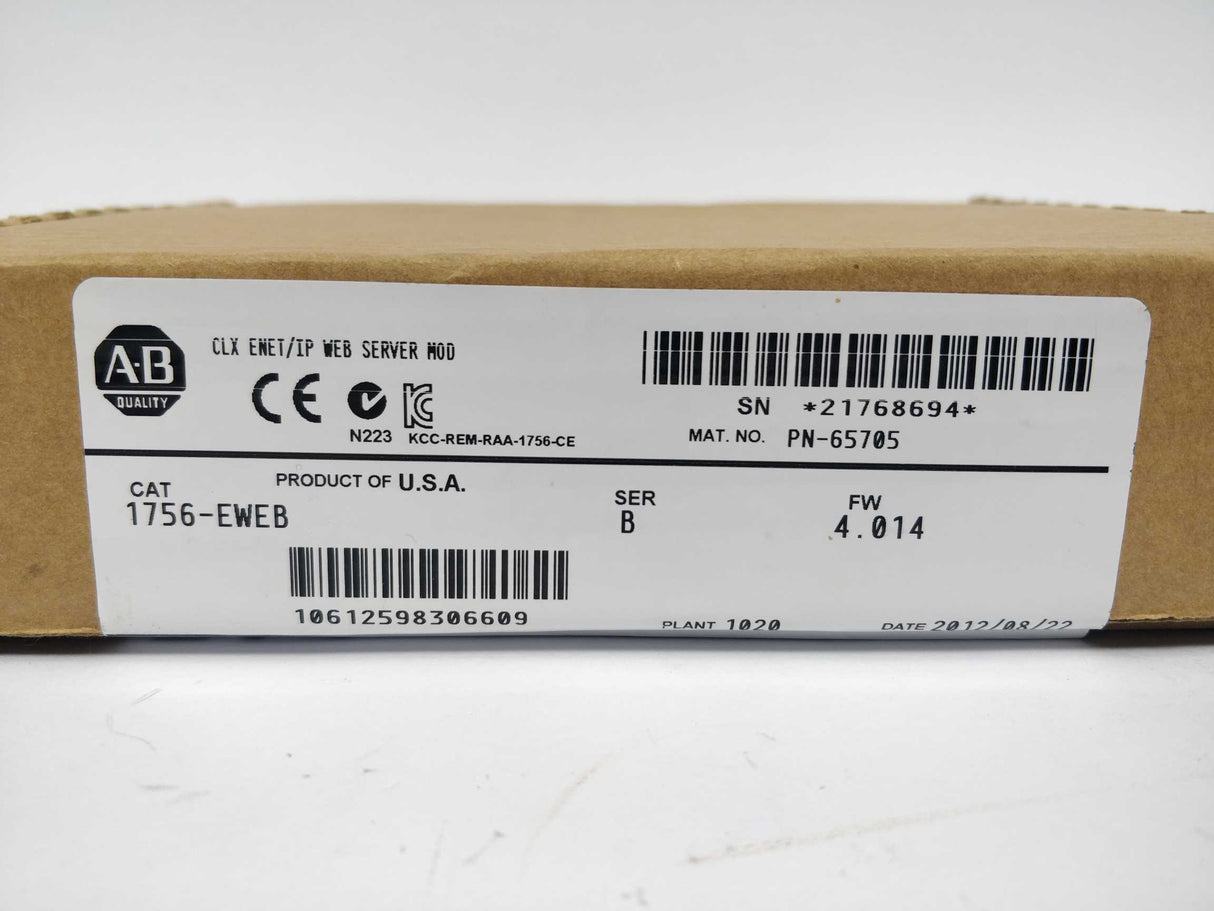 A-B
QUALITY
CLX ENET/IP WEB SERVER MOD
CE
N223 KCC-REM-RAA-1756-CE
SN *21768694*
MAT. NO. PN-65705
PRODUCT OF U.S.A.
CAT
1756-EWEB
SER
B
FW
4.014
10612598306609
PLANT 1020 DATE 2012/08/22